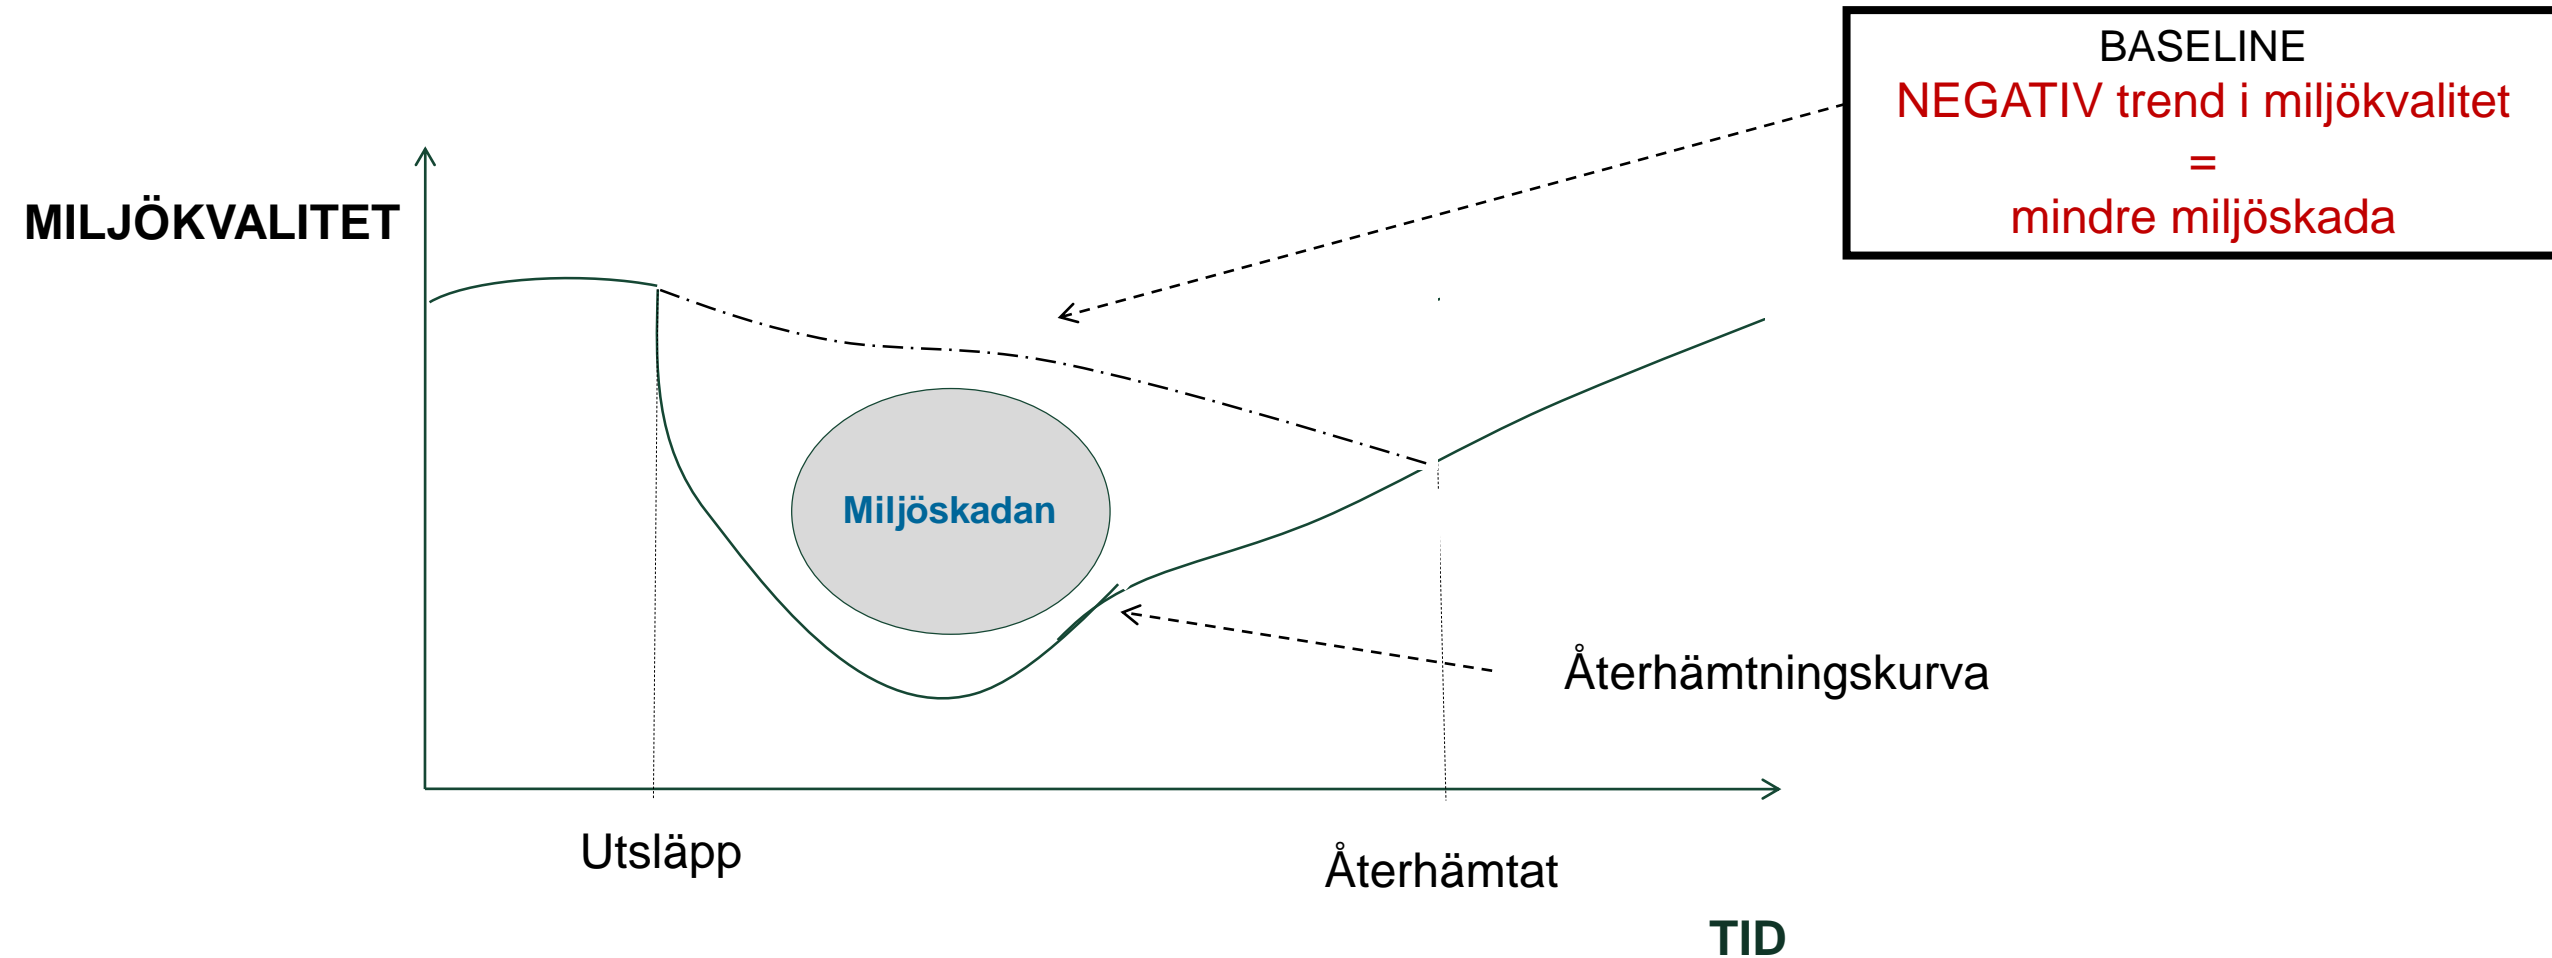 BASELINE
NEGATIV trend i miljökvalitet
=
mindre miljöskada
MILJÖKVALITET
Miljöskadan
Återhämtningskurva
Utsläpp
Återhämtat
TID